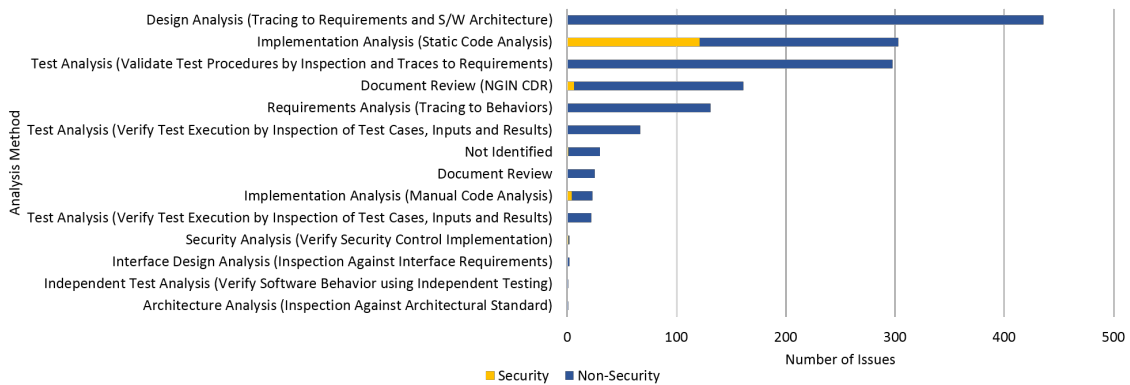 Design Analysis (Tracing to Requirements and S/W Architecture)
Implementation Analysis (Static Code Analysis)
Test Analysis (Validate Test Procedures by Inspection and Traces to Requirements)
Document Review (NGIN CDR)
Requirements Analysis (Tracing to Behaviors)
Test Analysis (Verify Test Execution by Inspection of Test Cases, Inputs and Results)
Not Identified
Document Review
Implementation Analysis (Manual Code Analysis)
Test Analysis (Verify Test Execution by Inspection of Test Cases, Inputs and Results)
Security Analysis (Verify Security Control Implementation)
Interface Design Analysis (Inspection Against Interface Requirements)
Independent Test Analysis (Verify Software Behavior using Independent Testing)
Architecture Analysis (Inspection Against Architectural Standard)
Analysis Method
0 100 200 300 400 500
Number of Issues
Security Non-Security